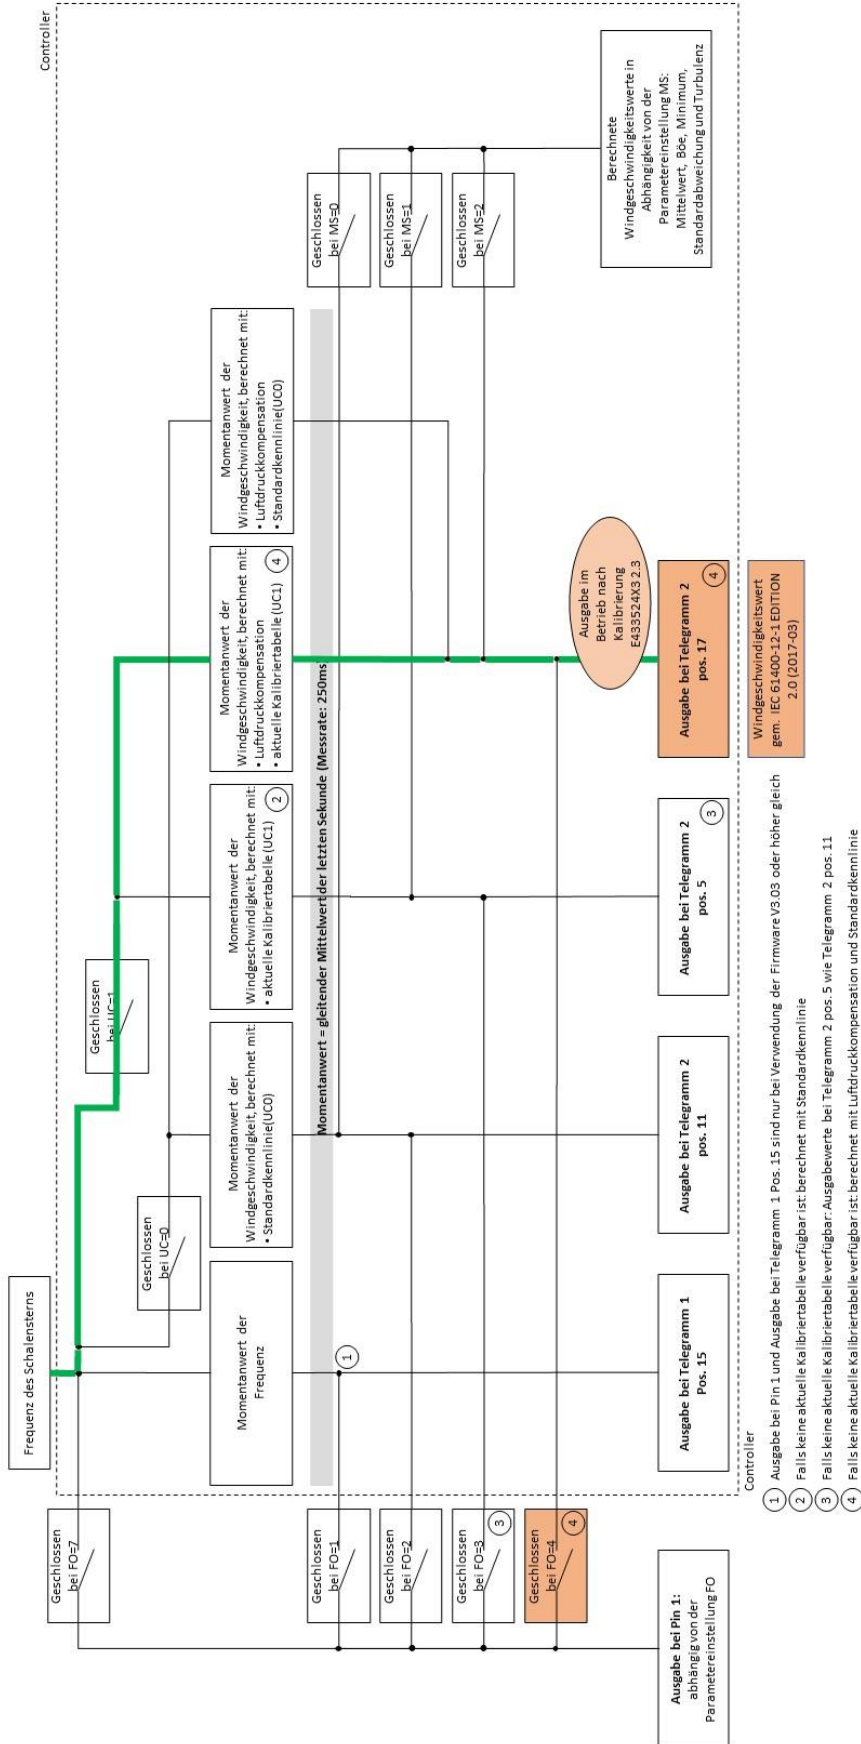 Controller
Frequenz des Schalensterns
Geschlossen
bei FO=7
Geschlossen
bei UC=0
Geschlossen
bei UC=1
Momentanwert der
Frequenz
Momentanwert der
Windgeschwindigkeit, berechnet mit:
• Standardkennlinie(UC0)
Momentanwert der
Windgeschwindigkeit, berechnet mit:
• aktuelle Kalibriertabelle (UC1)
2
Momentanwert der
Windgeschwindigkeit, berechnet mit:
• Luftdruckkompensation
• aktuelle Kalibriertabelle (UC1)
4
Momentanwert der
Windgeschwindigkeit, berechnet mit:
• Luftdruckkompensation
• Standardkennlinie(UC0)
Momentanwert = gleitender Mittelwert der letzten Sekunde (Messrate: 250ms)
Geschlossen
bei FO=1
1
Geschlossen
bei MS=0
Geschlossen
bei FO=2
Geschlossen
bei MS=1
Geschlossen
bei FO=3
3
Geschlossen
bei MS=2
Geschlossen
bei FO=4
4
Ausgabe im
Betrieb nach
Kalibrierung
E433524X3 2.3
Berechnete
Windgeschwindigkeitswerte in
Abhängigkeit von der
Parametereinstellung MS:
Mittelwert, Böe, Minimum,
Standardabweichung und Turbulenz
Ausgabe bei Pin 1:
abhängig von der
Parametereinstellung FO
Ausgabe bei Telegramm 1
Pos. 15
Ausgabe bei Telegramm 2
pos. 11
Ausgabe bei Telegramm 2
pos. 5
3
Ausgabe bei Telegramm 2
pos. 17
4
Controller
Windgeschwindigkeitswert
gem. IEC 61400-12-1 EDITION
2.0 (2017-03)
1 Ausgabe bei Pin 1 und Ausgabe bei Telegramm 1 Pos. 15 sind nur bei Verwendung der Firmware V3.03 oder höher gleich
2 Falls keine aktuelle Kalibriertabelle verfügbar ist: berechnet mit Standardkennlinie
3 Falls keine aktuelle Kalibriertabelle verfügbar: Ausgabewerte bei Telegramm 2 pos. 5 wie Telegramm 2 pos. 11
4 Falls keine aktuelle Kalibriertabelle verfügbar ist: berechnet mit Luftdruckkompensation und Standardkennlinie